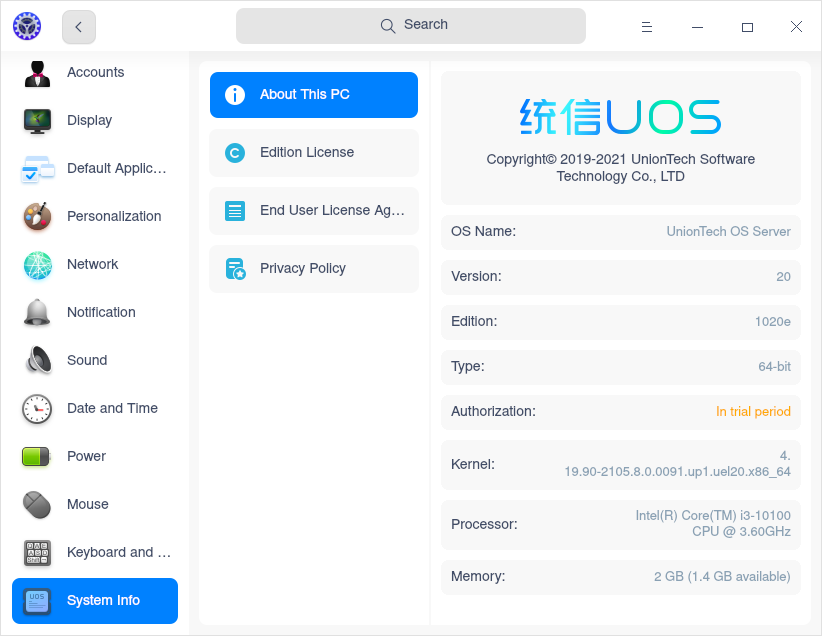 Search
Accounts
Display
Default Applic...
Personalization
Network
Notification
Sound
Date and Time
Power
Mouse
Keyboard and ...
UOS
System Info
About This PC
Edition License
End User License Ag...
Privacy Policy
统信UOS
Copyright© 2019-2021 UnionTech Software
Technology Co., LTD
OS Name: UnionTech OS Server
Version: 20
Edition: 1020e
Type: 64-bit
Authorization: In trial period
Kernel: 4.
19.90-2105.8.0.0091.up1.uel20.x86_64
Processor: Intel(R) Core(TM) i3-10100
CPU @ 3.60GHz
Memory: 2 GB (1.4 GB available)